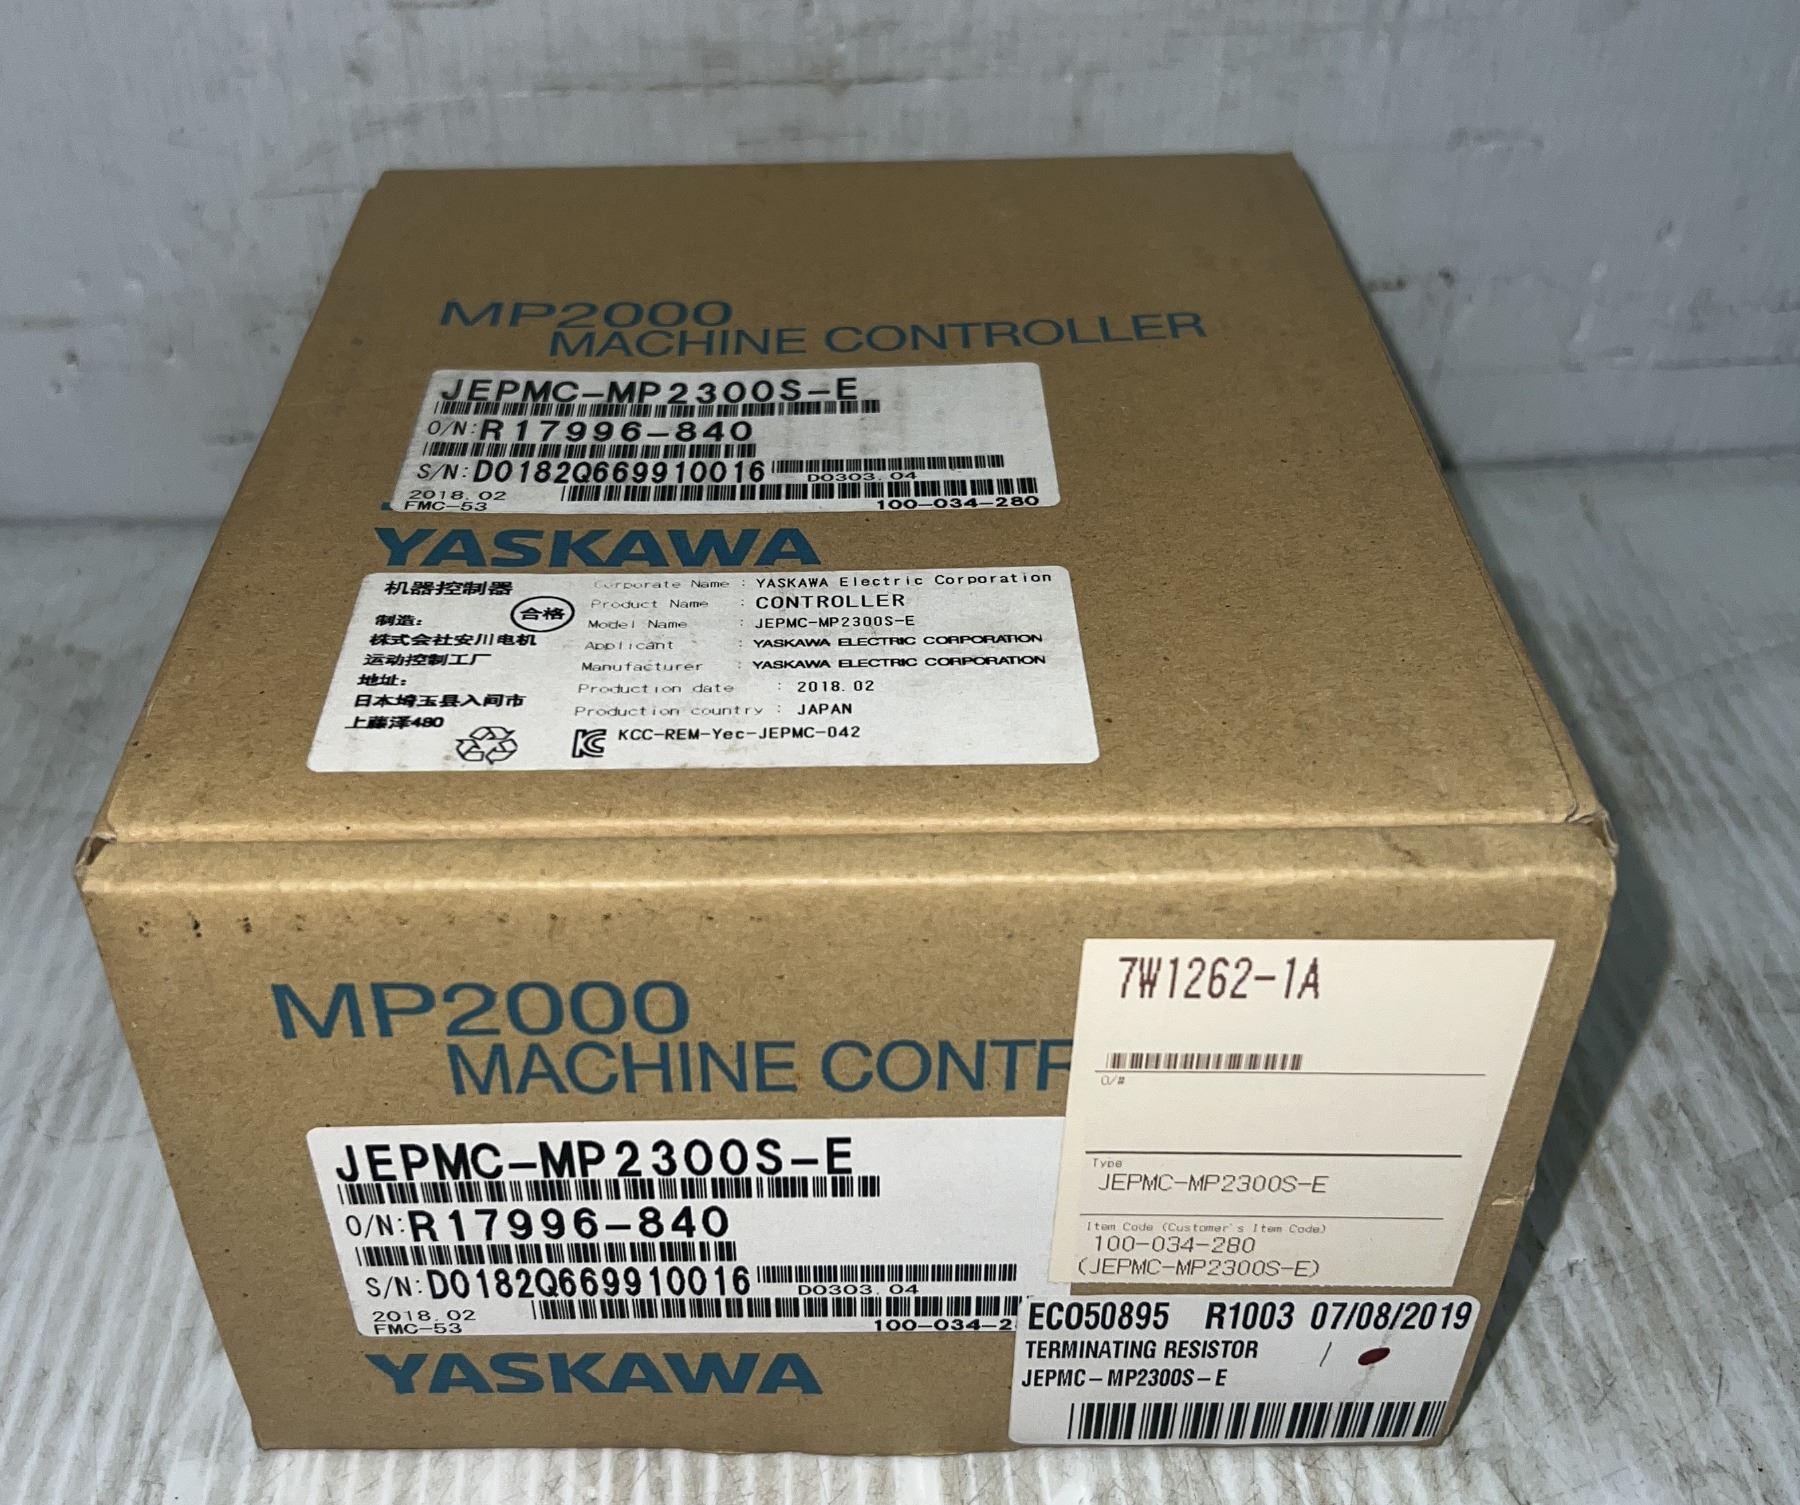 MP2000
MACHINE CONTROLLER
JEPMC-MP2300S-E
O/N:R17996-840
S/N:D0182Q669910016
D0303.04
2018.02
FMC-53
100-034-280
YASKAWA
机器控制器
合格
制造:
株式会社安川电机
运动控制工厂
地址:
日本埼玉县入间市
上藤泽480
Corporate Name : YASKAWA Electric Corporation
Product Name : CONTROLLER
Model Name : JEPMC-MP2300S-E
Applicant : YASKAWA ELECTRIC CORPORATION
Manufacturer : YASKAWA ELECTRIC CORPORATION
Production date : 2018.02
Production country : JAPAN
KCC-REM-Yec-JEPMC-042
MP2000
MACHINE CONTR
JEPMC-MP2300S-E
O/N:R17996-840
S/N:D0182Q669910016
D0303.04
2018.02
FMC-53
100-034-2
YASKAWA
7W1262-1A
O/#
Type
JEPMC-MP2300S-E
Item Code (Customer's Item Code)
100-034-280
(JEPMC-MP2300S-E)
ECO50895 R1003 07/08/2019
TERMINATING RESISTOR /
JEPMC-MP2300S-E